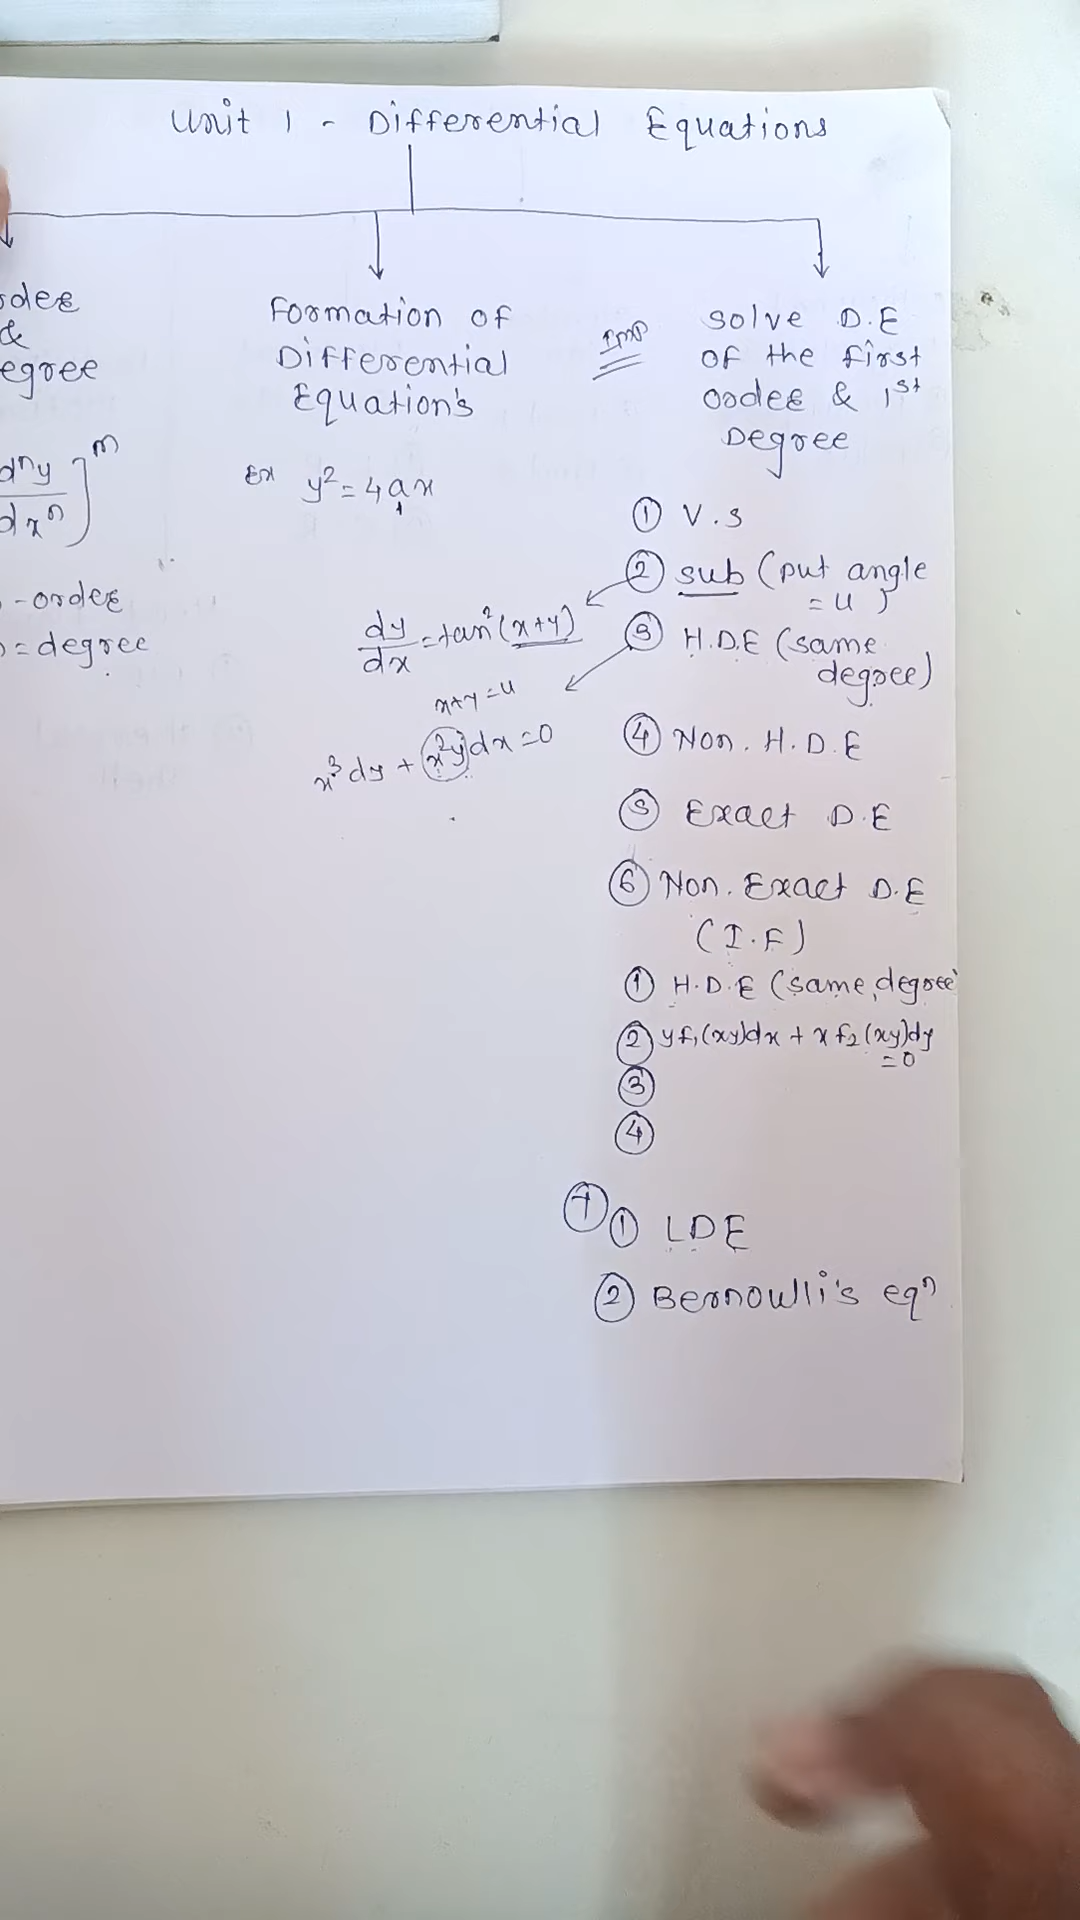 Unit 1 - Differential Equations
&
egree
[dⁿy/dxⁿ]ᵐ
-order
= degree
Formation of
Differential
Equation's
Ex y² = 4ax
1
dy/dx = tan²(x+y)
x+y = u
x³dy + (x²y)dx = 0
IMP
Solve D.E
of the first
order & 1st
Degree
① V.S
② sub (put angle
= u)
③ H.D.E (same
degree)
④ Non. H.D.E
⑤ Exact D.E
⑥ Non. Exact D.E
(I.F)
① H.D.E (same degree
② yf₁(xy)dx + xf₂(xy)dy
= 0
③
④
⑦ ① LDE
② Bernoulli's eqⁿ